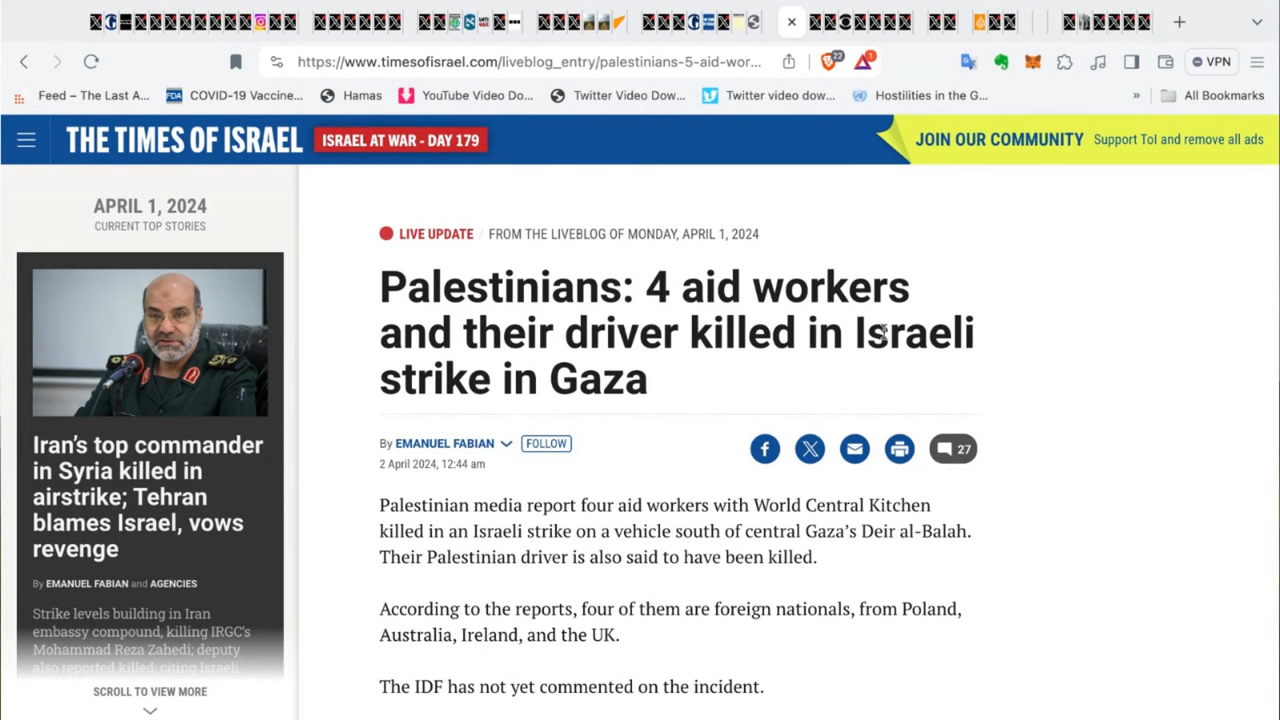 22
1
https://www.timesofisrael.com/liveblog_entry/palestinians-5-aid-wor...
VPN
Feed – The Last A...
FDA
COVID-19 Vaccine...
Hamas
YouTube Video Do...
Twitter Video Dow...
Twitter video dow...
Hostilities in the G...
»
All Bookmarks
THE TIMES OF ISRAEL
ISRAEL AT WAR - DAY 179
JOIN OUR COMMUNITY
Support ToI and remove all ads
APRIL 1, 2024
CURRENT TOP STORIES
Iran's top commander
in Syria killed in
airstrike; Tehran
blames Israel, vows
revenge
By EMANUEL FABIAN and AGENCIES
Strike levels building in Iran
embassy compound, killing IRGC's
Mohammad Reza Zahedi; deputy
also reported killed; citing Israeli
SCROLL TO VIEW MORE
LIVE UPDATE / FROM THE LIVEBLOG OF MONDAY, APRIL 1, 2024
Palestinians: 4 aid workers
and their driver killed in Israeli
strike in Gaza
By EMANUEL FABIAN FOLLOW
2 April 2024, 12:44 am
27
Palestinian media report four aid workers with World Central Kitchen
killed in an Israeli strike on a vehicle south of central Gaza's Deir al-Balah.
Their Palestinian driver is also said to have been killed.
According to the reports, four of them are foreign nationals, from Poland,
Australia, Ireland, and the UK.
The IDF has not yet commented on the incident.